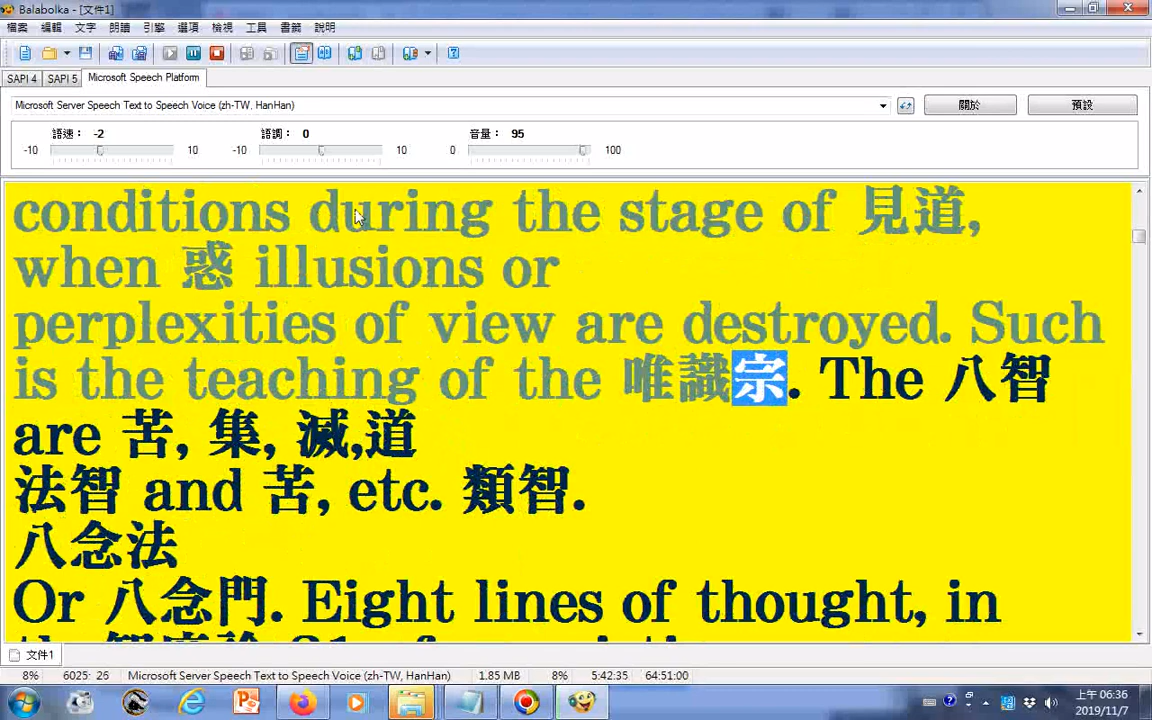 Balabolka - [文件1]
檔案 編輯 文字 朗讀 引擎 選項 檢視 工具 書籤 說明
SAPI 4 SAPI 5 Microsoft Speech Platform
Microsoft Server Speech Text to Speech Voice (zh-TW, HanHan) 關於 預設
語速： -2 語調： 0 音量： 95
-10 10 -10 10 0 100
conditions during the stage of 見道,
when 惑 illusions or
perplexities of view are destroyed. Such
is the teaching of the 唯識宗. The 八智
are 苦, 集, 滅,道
法智 and 苦, etc. 類智.
八念法
Or 八念門. Eight lines of thought, in
文件1
8% 6025: 26 Microsoft Server Speech Text to Speech Voice (zh-TW, HanHan) 1.85 MB 8% 5:42:35 64:51:00
上午 06:36
2019/11/7